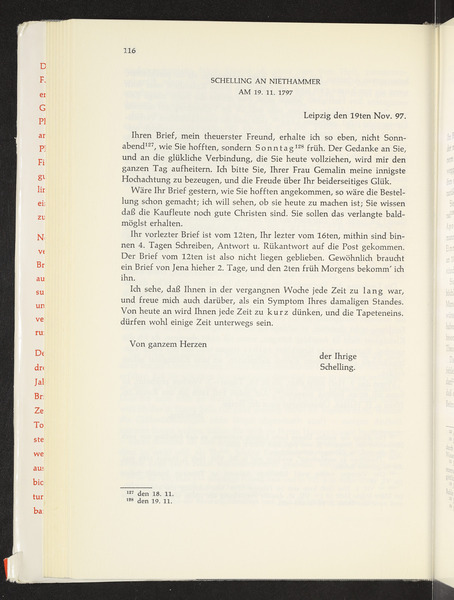 116
SCHELLING AN NIETHAMMER
AM 19. 11. 1797
Leipzig den 19ten Nov. 97.
Ihren Brief, mein theuerster Freund, erhalte ich so eben, nicht Sonn-
abend¹²⁷, wie Sie hofften, sondern Sonntag¹²⁸ früh. Der Gedanke an Sie,
und an die glükliche Verbindung, die Sie heute vollziehen, wird mir den
ganzen Tag aufheitern. Ich bitte Sie, Ihrer Frau Gemalin meine innigste
Hochachtung zu bezeugen, und die Freude über Ihr beiderseitiges Glük.
Wäre Ihr Brief gestern, wie Sie hofften angekommen, so wäre die Bestel-
lung schon gemacht; ich will sehen, ob sie heute zu machen ist; Sie wissen
daß die Kaufleute noch gute Christen sind. Sie sollen das verlangte bald-
möglst erhalten.
Ihr vorlezter Brief ist vom 12ten, Ihr lezter vom 16ten, mithin sind bin-
nen 4. Tagen Schreiben, Antwort u. Rükantwort auf die Post gekommen.
Der Brief vom 12ten ist also nicht liegen geblieben. Gewöhnlich braucht
ein Brief von Jena hieher 2. Tage, und den 2ten früh Morgens bekomm' ich
ihn.
Ich sehe, daß Ihnen in der vergangnen Woche jede Zeit zu lang war,
und freue mich auch darüber, als ein Symptom Ihres damaligen Standes.
Von heute an wird Ihnen jede Zeit zu kurz dünken, und die Tapeteneins.
dürfen wohl einige Zeit unterwegs sein.
Von ganzem Herzen
der Ihrige
Schelling.
¹²⁷ den 18. 11.
¹²⁸ den 19. 11.